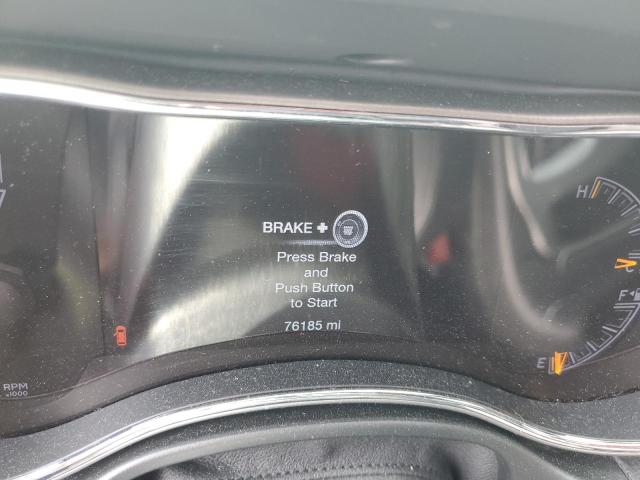 H
BRAKE +
Press Brake
and
Push Button
to Start
F
76185 mi
E
RPM
x1000